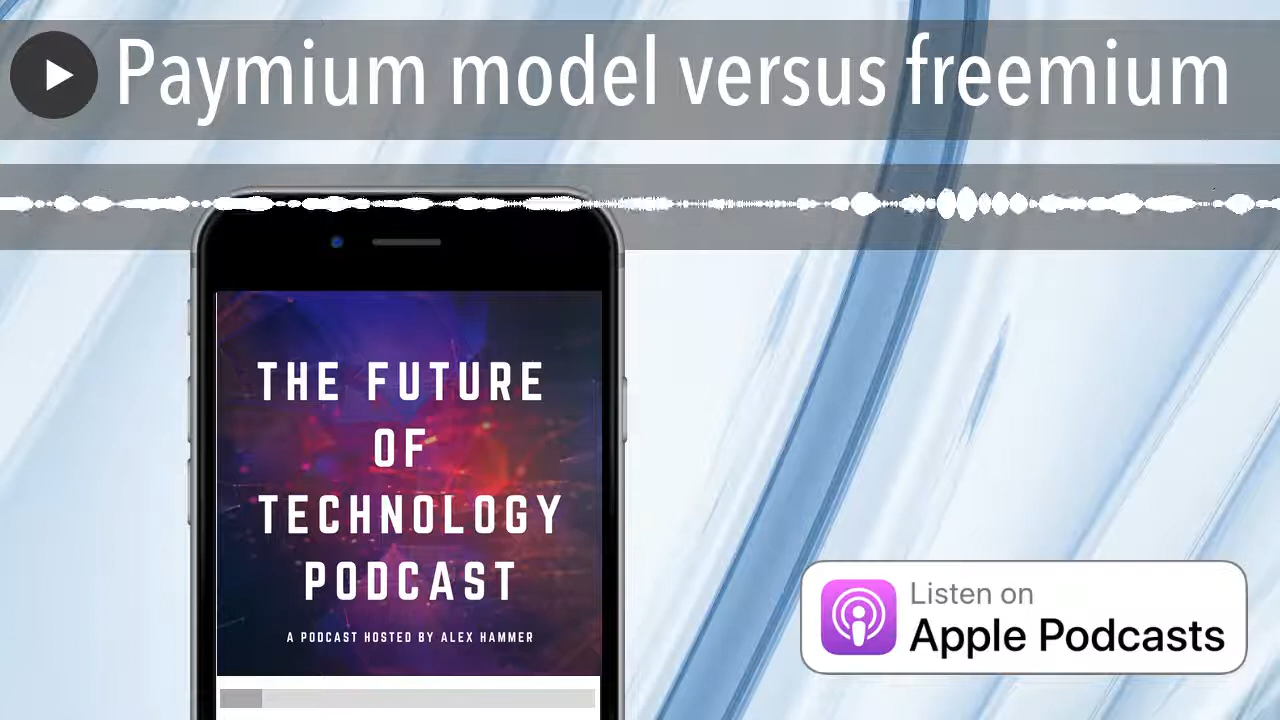 Paymium model versus freemium
THE FUTURE
OF
TECHNOLOGY
PODCAST
A PODCAST HOSTED BY ALEX HAMMER
Listen on
Apple Podcasts